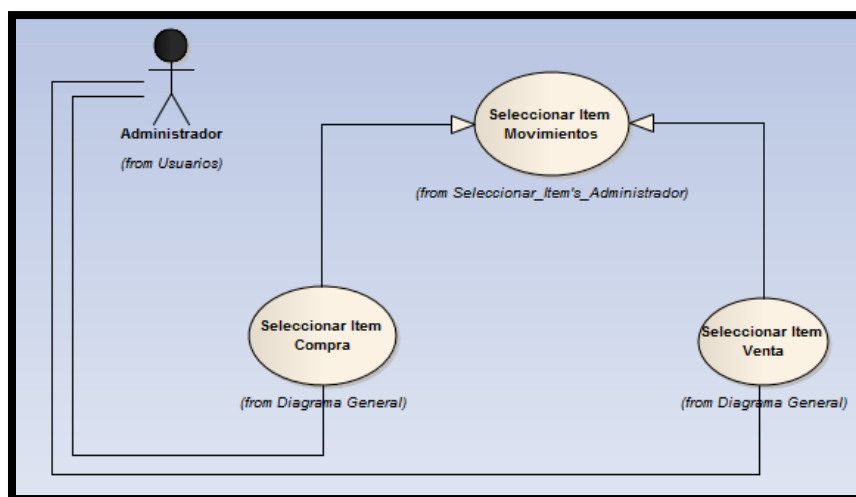 Administrador
(from Usuarios)
Seleccionar Item
Movimientos
(from Seleccionar_Item's_Administrador)
Seleccionar Item
Compra
(from Diagrama General)
Seleccionar Item
Venta
(from Diagrama General)